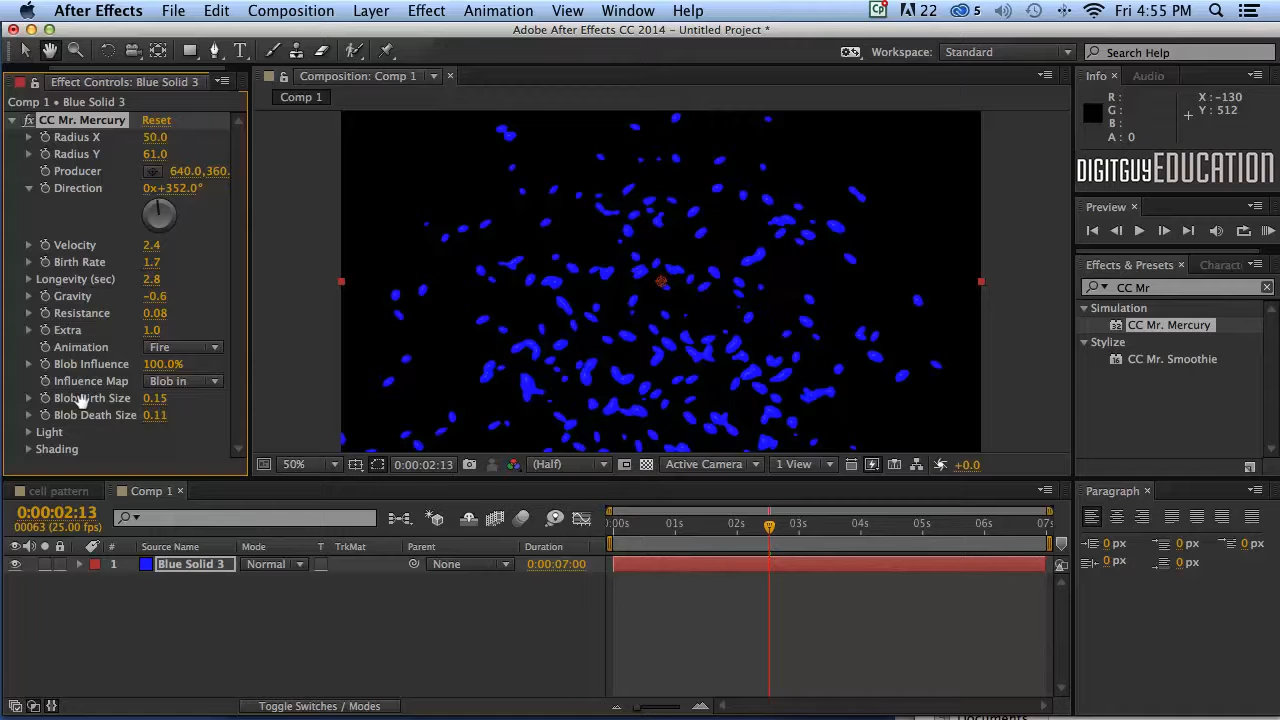 After Effects File Edit Composition Layer Effect Animation View Window Help 22 5 Fri 4:55 PM
Adobe After Effects CC 2014 - Untitled Project *
Workspace: Standard Search Help
Effect Controls: Blue Solid 3
Composition: Comp 1
Info Audio
Comp 1 • Blue Solid 3
Comp 1
R : X : -130
G : Y : 512
B :
A : 0
fx CC Mr. Mercury Reset
Radius X 50.0
Radius Y 61.0
Producer 640.0,360.
Direction 0x+352.0°
DIGITGUYEDUCATION
Preview
Velocity 2.4
Birth Rate 1.7
Longevity (sec) 2.8
Gravity -0.6
Resistance 0.08
Extra 1.0
Animation Fire
Blob Influence 100.0%
Influence Map Blob in
Blob Birth Size 0.15
Blob Death Size 0.11
Light
Shading
Effects & Presets Charact
CC Mr
Simulation
32 CC Mr. Mercury
Stylize
CC Mr. Smoothie
50% 0:00:02:13 (Half) Active Camera 1 View +0.0
cell pattern Comp 1
Paragraph
0:00:02:13
00063 (25.00 fps)
:00s 01s 02s 03s 04s 05s 06s 07s
# Source Name Mode T TrkMat Parent Duration
1 Blue Solid 3 Normal None 0:00:07:00
0 px 0 px 0 px
0 px 0 px
Toggle Switches / Modes